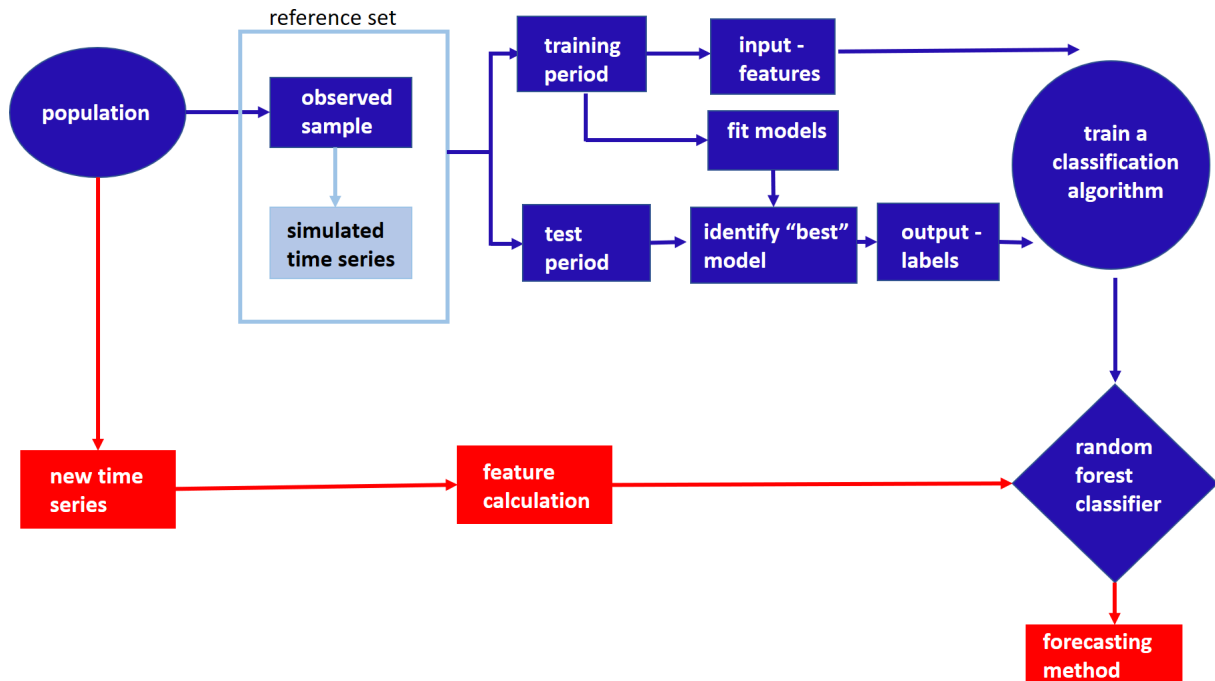 reference set
population
observed
sample
simulated
time series
training
period
input -
features
fit models
test
period
identify “best”
model
output -
labels
train a
classification
algorithm
new time
series
feature
calculation
random
forest
classifier
forecasting
method